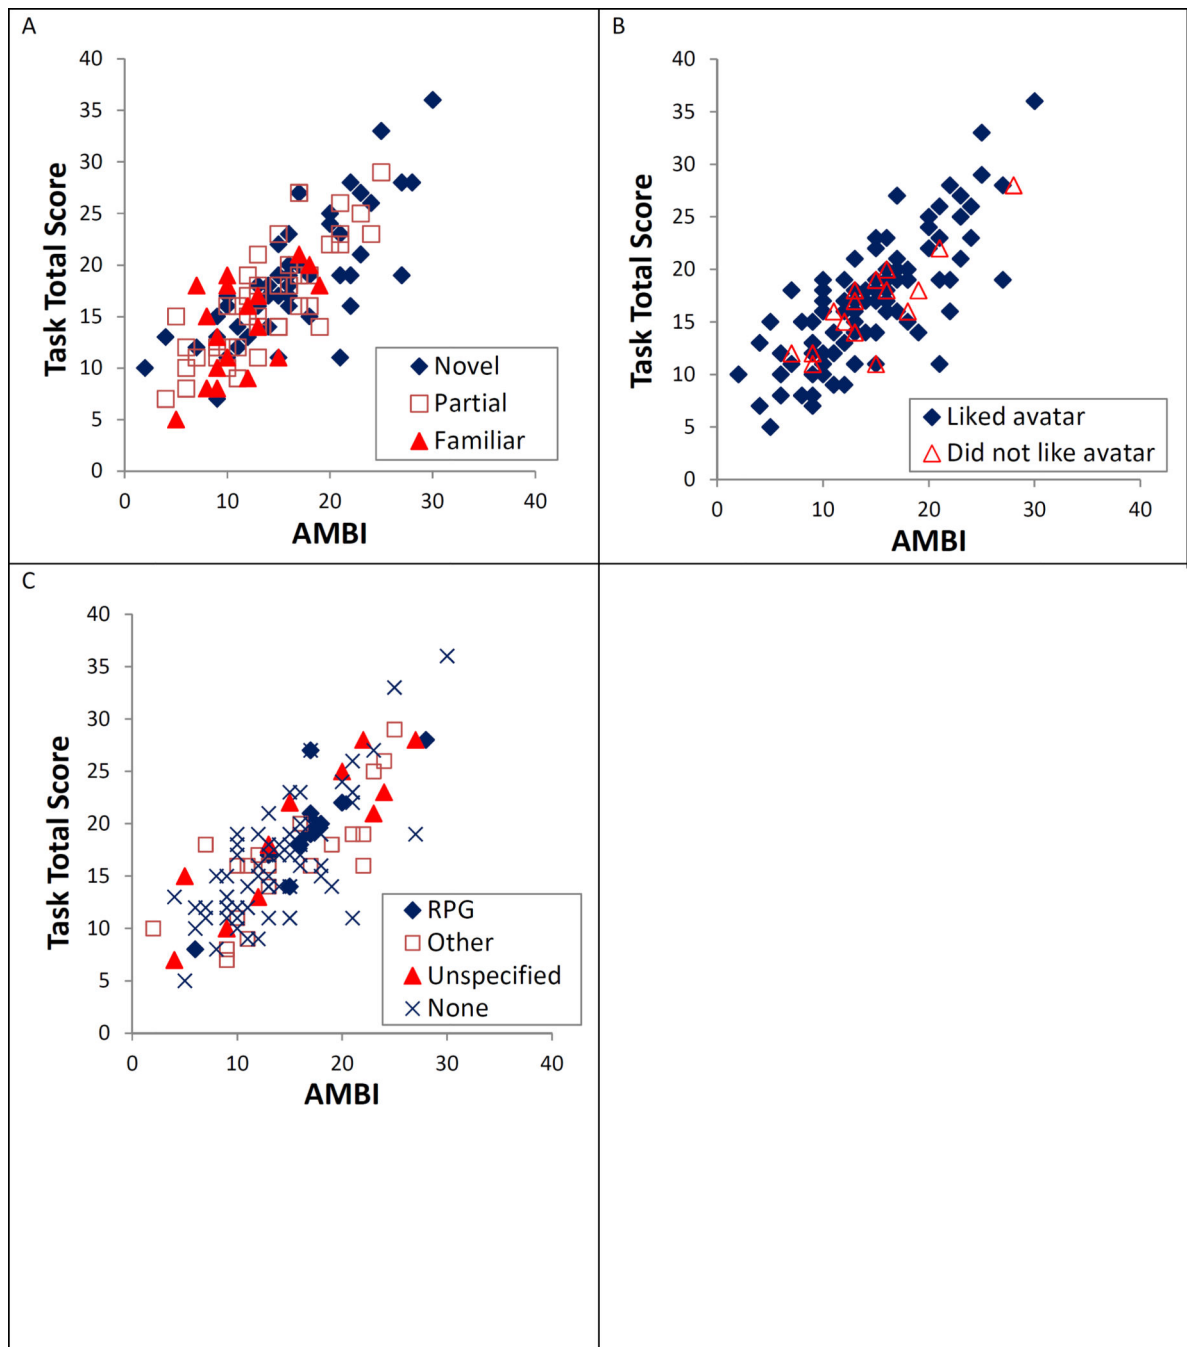 A
40
35
30
25
20
15
10
5
0
Task Total Score
Novel
Partial
Familiar
0 10 20 30 40
AMBI
B
40
35
30
25
20
15
10
5
0
Task Total Score
Liked avatar
Did not like avatar
0 10 20 30 40
AMBI
C
40
35
30
25
20
15
10
5
0
Task Total Score
RPG
Other
Unspecified
None
0 10 20 30 40
AMBI